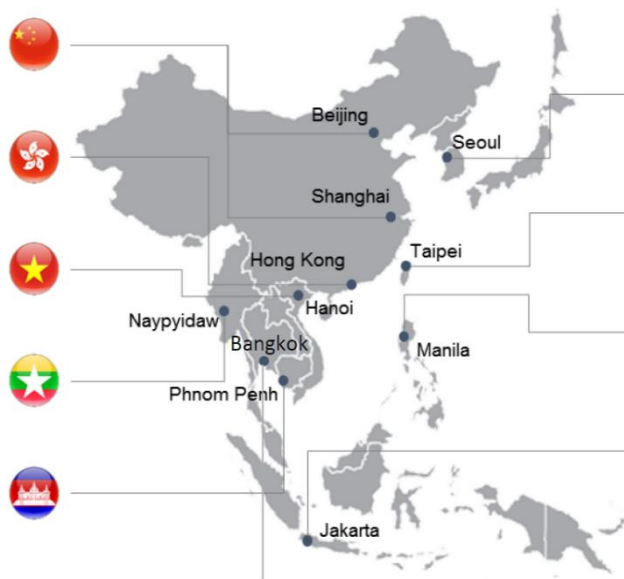 Beijing
Seoul
Shanghai
Taipei
Hong Kong
Hanoi
Naypyidaw
Bangkok
Manila
Phnom Penh
Jakarta